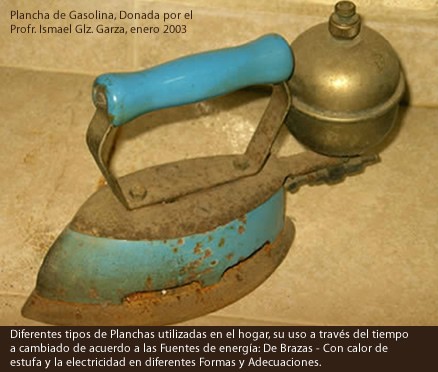 Plancha de Gasolina, Donada por el
Profr. Ismael Glz. Garza, enero 2003
Diferentes tipos de Planchas utilizadas en el hogar, su uso a través del tiempo
a cambiado de acuerdo a las Fuentes de energía: De Brazas - Con calor de
estufa y la electricidad en diferentes Formas y Adecuaciones.